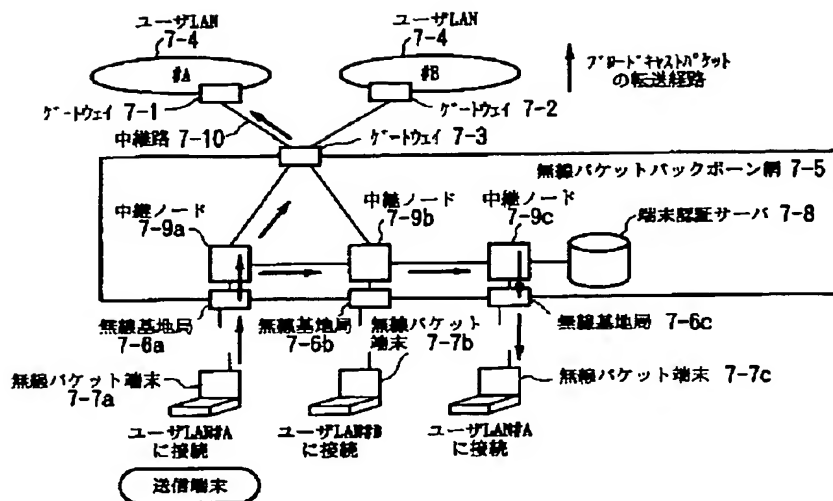 ユーザLAN
7-4
ユーザLAN
7-4
#A
#B
ブロードキャストパケット
の転送経路
ゲートウェイ 7-1
ゲートウェイ 7-2
中継路 7-10
ゲートウェイ 7-3
無線パケットバックボーン網 7-5
中継ノード
7-9a
中継ノード
7-9b
中継ノード
7-9c
端末認証サーバ 7-8
無線基地局
7-6a
無線基地局
7-6b
無線パケット
端末 7-7b
無線基地局 7-6c
無線パケット端末
7-7a
無線パケット端末 7-7c
ユーザLAN#A
に接続
ユーザLAN#B
に接続
ユーザLAN#A
に接続
送信端末